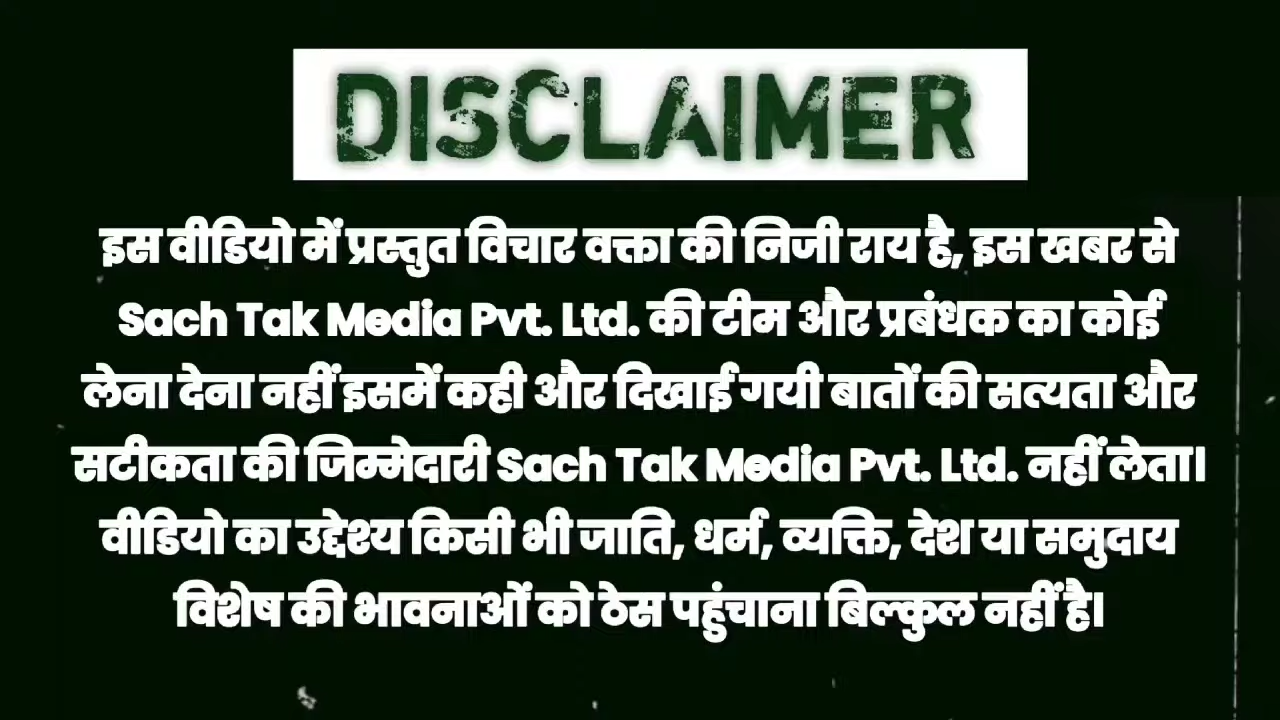 DISCLAIMER
इस वीडियो में प्रस्तुत विचार वक्ता की निजी राय है, इस खबर से
Sach Tak Media Pvt. Ltd. की टीम और प्रबंधक का कोई
लेना देना नहीं इसमें कही और दिखाई गयी बातों की सत्यता और
सटीकता की जिम्मेदारी Sach Tak Media Pvt. Ltd. नहीं लेता।
वीडियो का उद्देश्य किसी भी जाति, धर्म, व्यक्ति, देश या समुदाय
विशेष की भावनाओं को ठेस पहुंचाना बिल्कुल नहीं है।